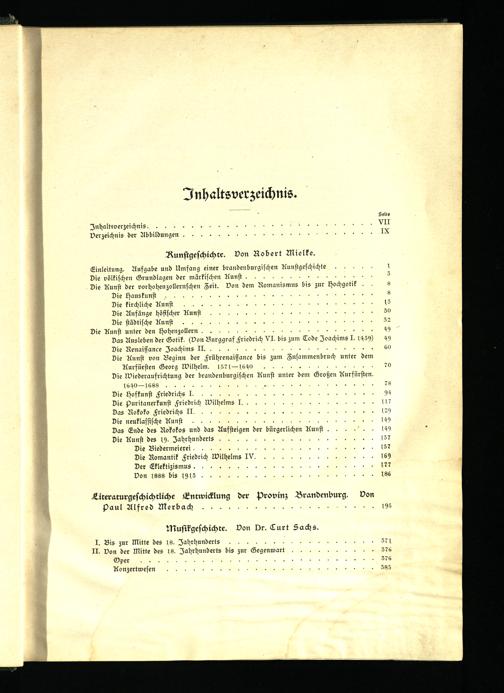 Inhaltsverzeichnis.
Seite
Inhaltsverzeichnis. . . . . . . . . . VII
Verzeichnis der Abbildungen . . . . . . . . . . IX
Kunstgeschichte. Von Robert Mielke.
Einleitung. Aufgabe und Umfang einer brandenburgischen Kunstgeschichte . . . . . . 1
Die völkischen Grundlagen der märkischen Kunst . . . . . . . . . . 3
Die Kunst der vorhohenzollernschen Zeit. Von dem Romanismus bis zur Hochgotik . 8
Die Hauskunst . . . . . . . . . . 8
Die kirchliche Kunst . . . . . . . . . . 15
Die Anfänge höfischer Kunst . . . . . . . . . . 30
Die städtische Kunst . . . . . . . . . . 32
Die Kunst unter den Hohenzollern . . . . . . . . . . 49
Das Ausleben der Gotik. (Von Burggraf Friedrich VI. bis zum Tode Joachims I. 1439) 49
Die Renaissance Joachims II. . . . . . . . . . . 60
Die Kunst von Beginn der Frührenaissance bis zum Zusammenbruch unter dem
Kurfürsten Georg Wilhelm. 1571—1640 . . . . . . . . . . 70
Die Wiederaufrichtung der brandenburgischen Kunst unter dem Großen Kurfürsten.
1640—1688 . . . . . . . . . . 78
Die Hofkunst Friedrichs I. . . . . . . . . . . 94
Die Puritanerkunst Friedrich Wilhelms I. . . . . . . . . . . 117
Das Rokoko Friedrichs II. . . . . . . . . . . 129
Die neuklassische Kunst . . . . . . . . . . 149
Das Ende des Rokokos und das Aufsteigen der bürgerlichen Kunst . . . . . . 149
Die Kunst des 19. Jahrhunderts . . . . . . . . . . 157
Die Biedermeierei . . . . . . . . . . 157
Die Romantik Friedrich Wilhelms IV. . . . . . . . . . . 169
Der Eklektizismus . . . . . . . . . . 177
Von 1888 bis 1915 . . . . . . . . . . 186
Literaturgeschichtliche Entwicklung der Provinz Brandenburg. Von
Paul Alfred Merbach . . . . . . . . . . 195
Musikgeschichte. Von Dr. Curt Sachs.
I. Bis zur Mitte des 18. Jahrhunderts . . . . . . . . . . 371
II. Von der Mitte des 18. Jahrhunderts bis zur Gegenwart . . . . . . . . . . 376
Oper . . . . . . . . . . 376
Konzertwesen . . . . . . . . . . 385